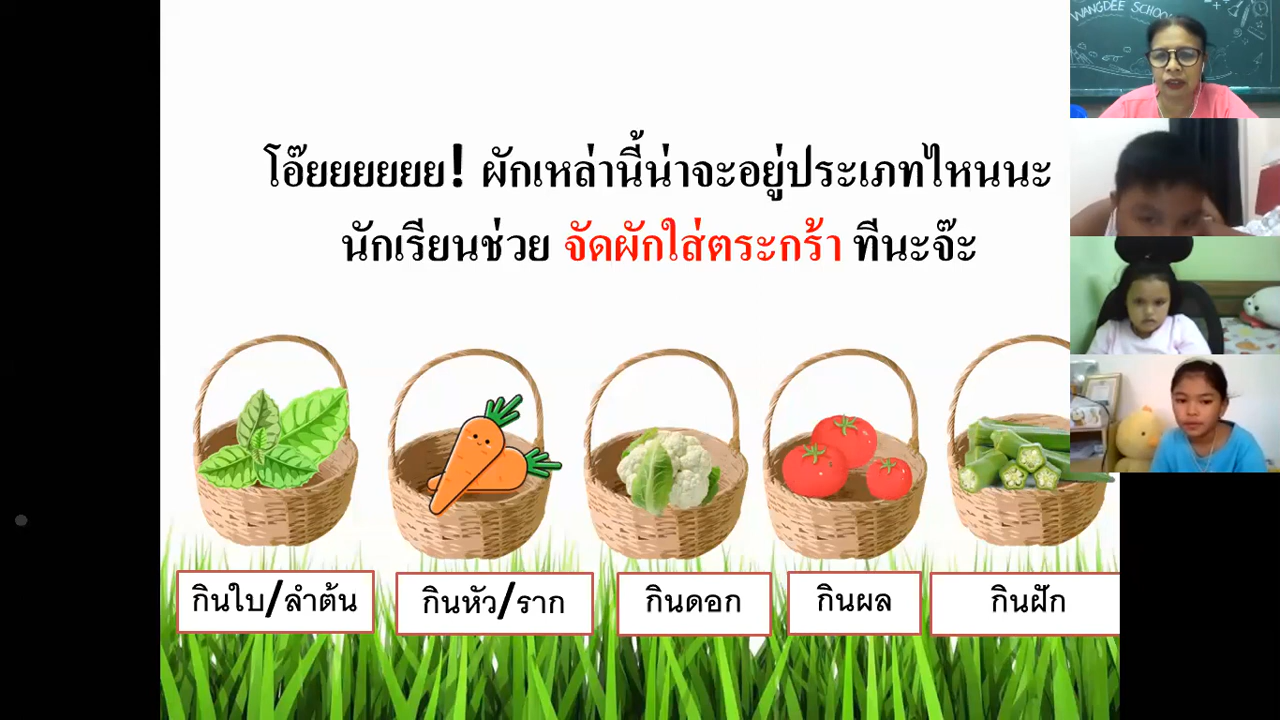 WANGDEE SCHOOL
โอ๊ยยยยยยย! ผักเหล่านี้น่าจะอยู่ประเภทไหนนะ
นักเรียนช่วย จัดผักใส่ตระกร้า ทีนะจ๊ะ
กินใบ/ลำต้น
กินหัว/ราก
กินดอก
กินผล
กินฝัก